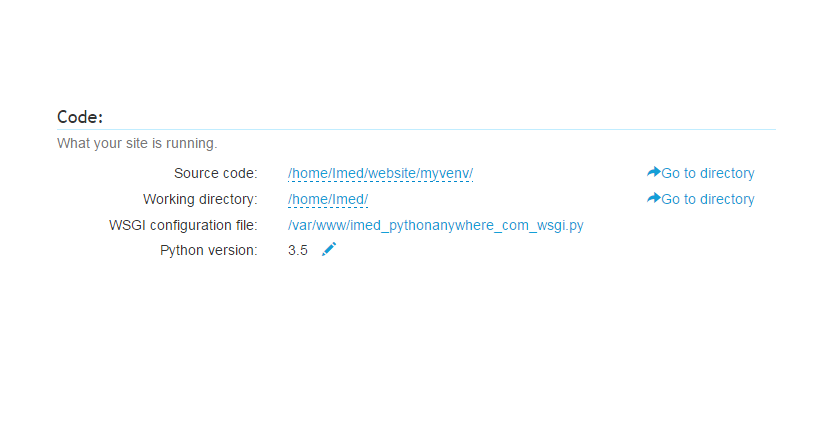 Code:
What your site is running.
Source code: /home/Imed/website/myvenv/ Go to directory
Working directory: /home/Imed/ Go to directory
WSGI configuration file: /var/www/imed_pythonanywhere_com_wsgi.py
Python version: 3.5